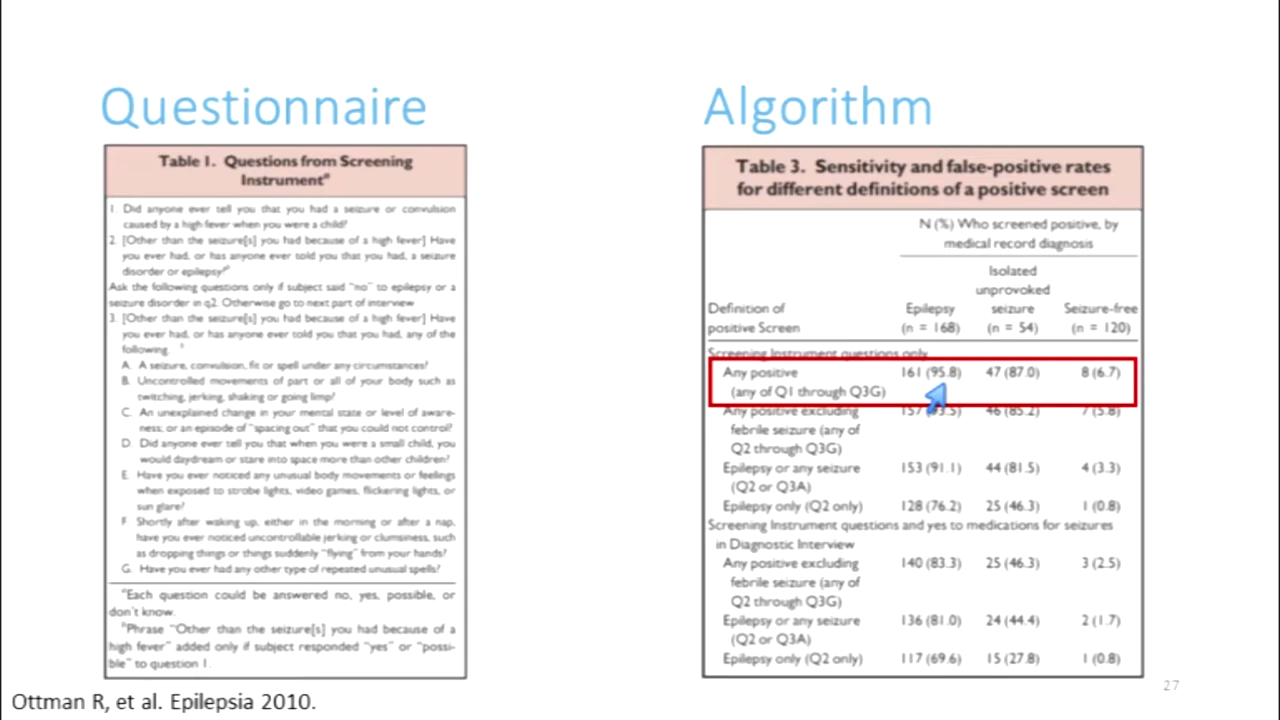 Questionnaire
Table 1. Questions from Screening
Instrumentª
1. Did anyone ever tell you that you had a seizure or convulsion
caused by a high fever when you were a child?
2. [Other than the seizure[s] you had because of a high fever] Have
you ever had, or has anyone ever told you that you had, a seizure
disorder or epilepsy?ᵇ
Ask the following questions only if subject said "no" to epilepsy or a
seizure disorder in q2. Otherwise go to next part of interview
3. [Other than the seizure[s] you had because of a high fever] Have
you ever had, or has anyone ever told you that you had, any of the
following.
A. A seizure, convulsion, fit or spell under any circumstances?
B. Uncontrolled movements of part or all of your body such as
twitching, jerking, shaking or going limp?
C. An unexplained change in your mental state or level of aware-
ness; or an episode of "spacing out" that you could not control?
D. Did anyone ever tell you that when you were a small child, you
would daydream or stare into space more than other children?
E. Have you ever noticed any unusual body movements or feelings
when exposed to strobe lights, video games, flickering lights, or
sun glare?
F. Shortly after waking up, either in the morning or after a nap,
have you ever noticed uncontrollable jerking or clumsiness, such
as dropping things or things suddenly "flying" from your hands?
G. Have you ever had any other type of repeated unusual spells?
ªEach question could be answered no, yes, possible, or
don't know.
ᵇPhrase "Other than the seizure[s] you had because of a
high fever" added only if subject responded "yes" or "possi-
ble" to question 1.
Algorithm
Table 3. Sensitivity and false-positive rates
for different definitions of a positive screen
N (%) Who screened positive, by
medical record diagnosis
Isolated
unprovoked
Definition of Epilepsy seizure Seizure-free
positive Screen (n = 168) (n = 54) (n = 120)
Screening Instrument questions only
Any positive 161 (95.8) 47 (87.0) 8 (6.7)
(any of Q1 through Q3G)
Any positive excluding 157 (93.5) 46 (85.2) 7 (5.8)
febrile seizure (any of
Q2 through Q3G)
Epilepsy or any seizure 153 (91.1) 44 (81.5) 4 (3.3)
(Q2 or Q3A)
Epilepsy only (Q2 only) 128 (76.2) 25 (46.3) 1 (0.8)
Screening Instrument questions and yes to medications for seizures
in Diagnostic Interview
Any positive excluding 140 (83.3) 25 (46.3) 3 (2.5)
febrile seizure (any of
Q2 through Q3G)
Epilepsy or any seizure 136 (81.0) 24 (44.4) 2 (1.7)
(Q2 or Q3A)
Epilepsy only (Q2 only) 117 (69.6) 15 (27.8) 1 (0.8)
27
Ottman R, et al. Epilepsia 2010.